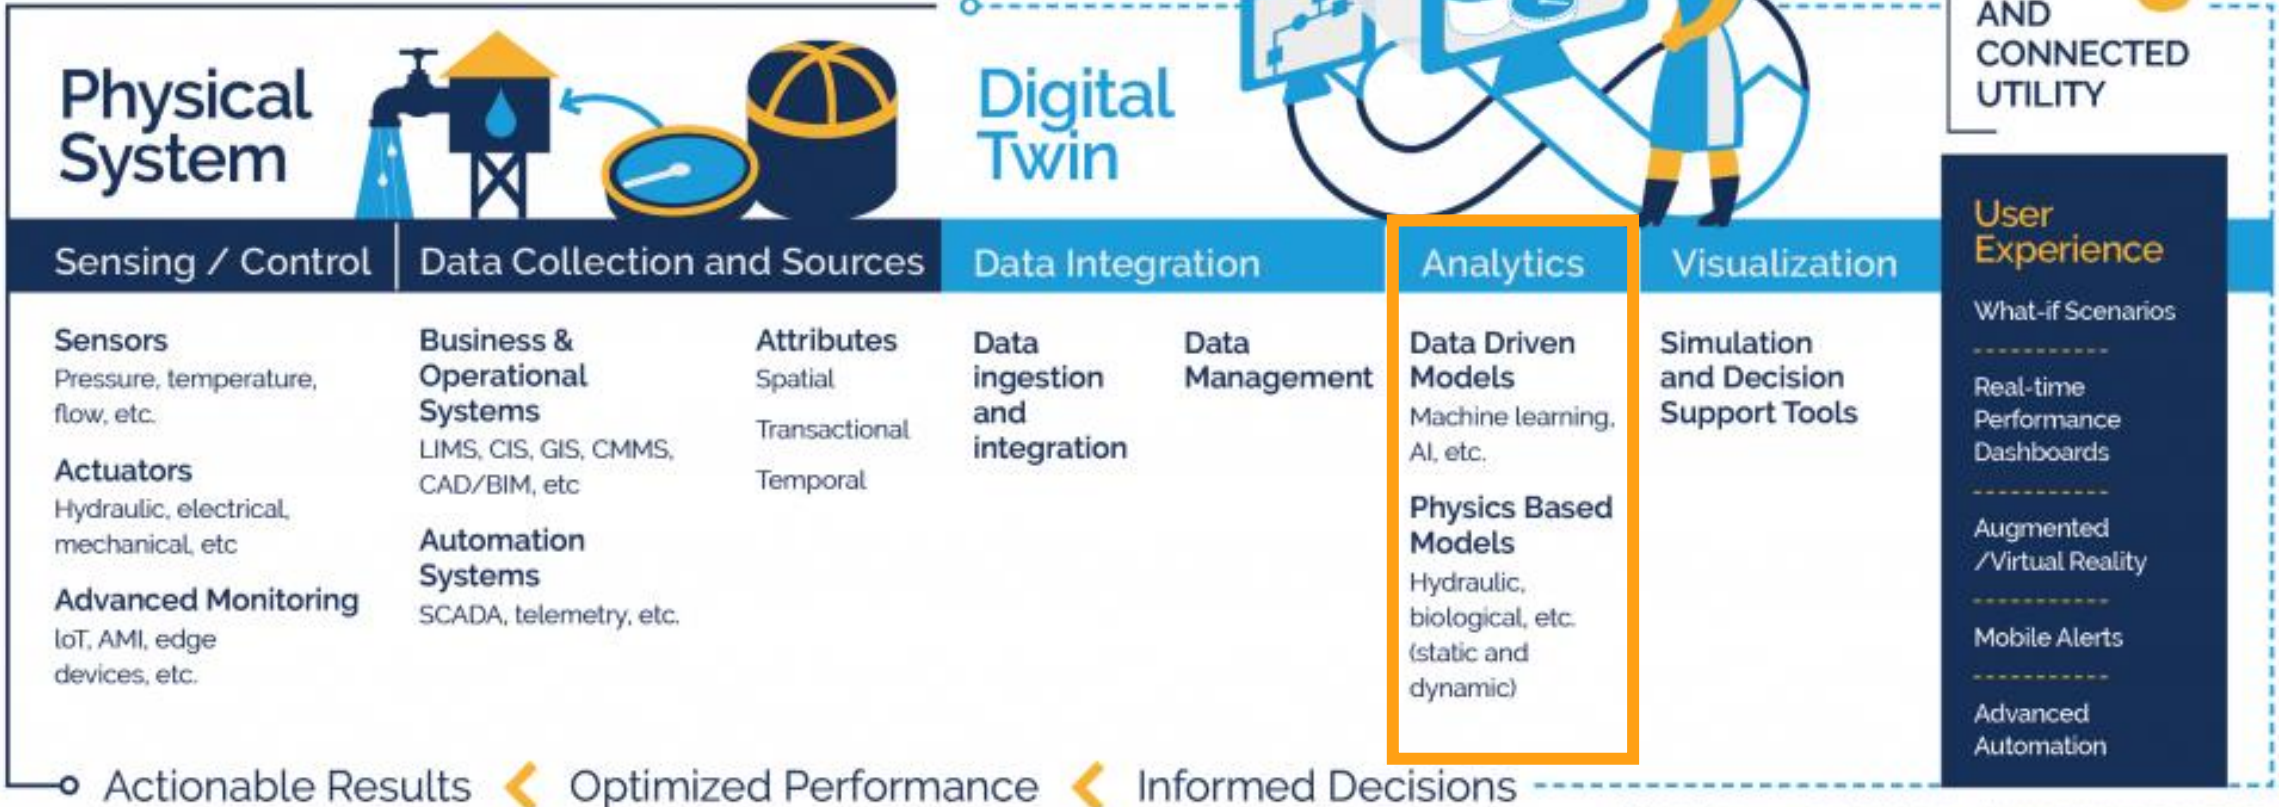 Physical
System
Digital
Twin
AND
CONNECTED
UTILITY
Sensing / Control
Data Collection and Sources
Data Integration
Analytics
Visualization
Sensors
Pressure, temperature,
flow, etc.
Actuators
Hydraulic, electrical,
mechanical, etc
Advanced Monitoring
IoT, AMI, edge
devices, etc.
Business &
Operational
Systems
LIMS, CIS, GIS, CMMS,
CAD/BIM, etc
Automation
Systems
SCADA, telemetry, etc.
Attributes
Spatial
Transactional
Temporal
Data
ingestion
and
integration
Data
Management
Data Driven
Models
Machine learning,
AI, etc.
Physics Based
Models
Hydraulic,
biological, etc.
(static and
dynamic)
Simulation
and Decision
Support Tools
User
Experience
What-if Scenarios
Real-time
Performance
Dashboards
Augmented
/Virtual Reality
Mobile Alerts
Advanced
Automation
Actionable Results
Optimized Performance
Informed Decisions